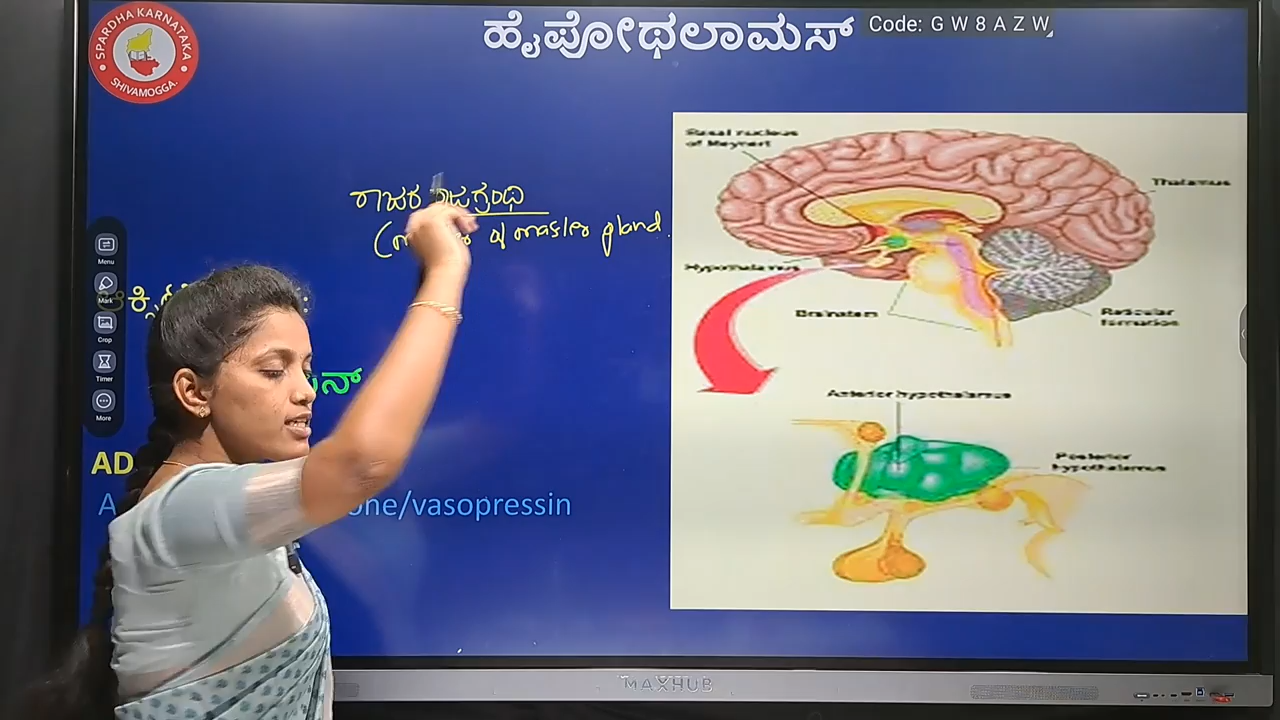 ಹೈಪೋಥಲಾಮಸ್
Code: G W 8 A Z W
SPARDHA KARNATAKA
SHIVAMOGGA.
Basal nucleus
of Meynert
Thalamus
ರಾಜರ
(
of master gland.
Hypothalamus
Brainstem
Reticular
formation
Menu
Mark
Crop
Timer
More
Anterior hypothalamus
Posterior
hypothalamus
AD
A
one/vasopressin
MAXHUB